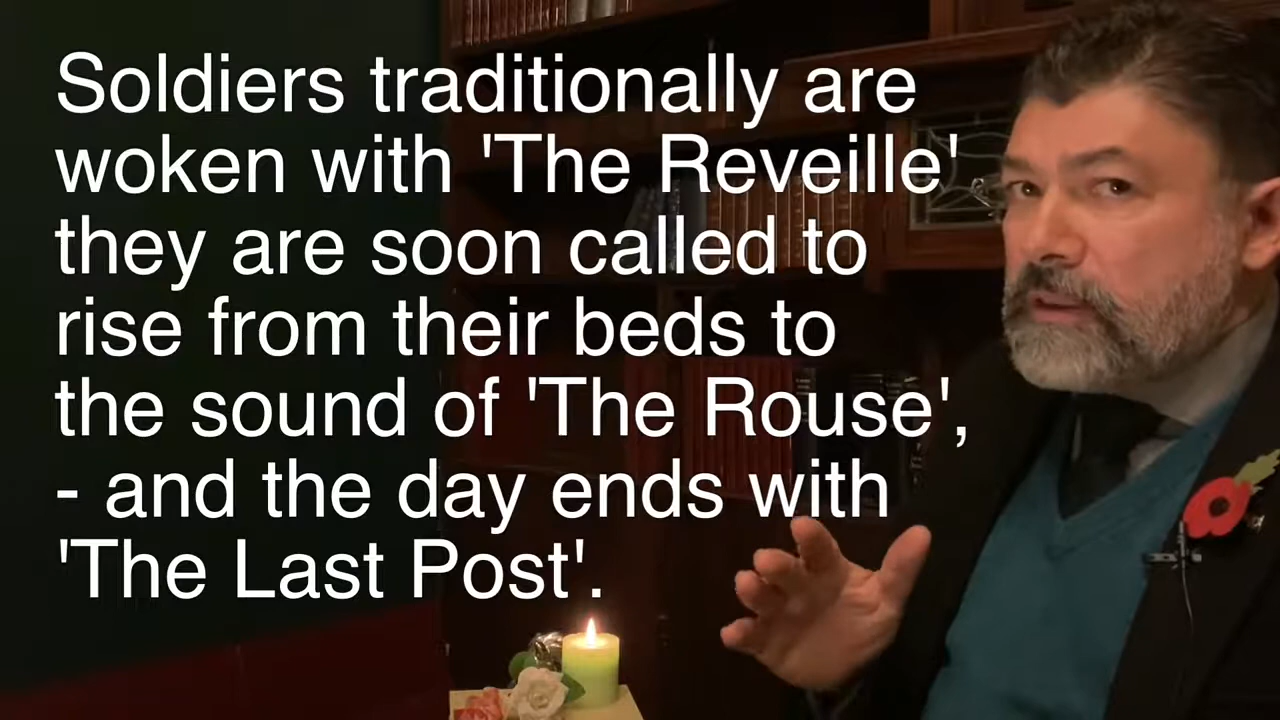 Soldiers traditionally are
woken with 'The Reveille'
they are soon called to
rise from their beds to
the sound of 'The Rouse',
- and the day ends with
'The Last Post'.